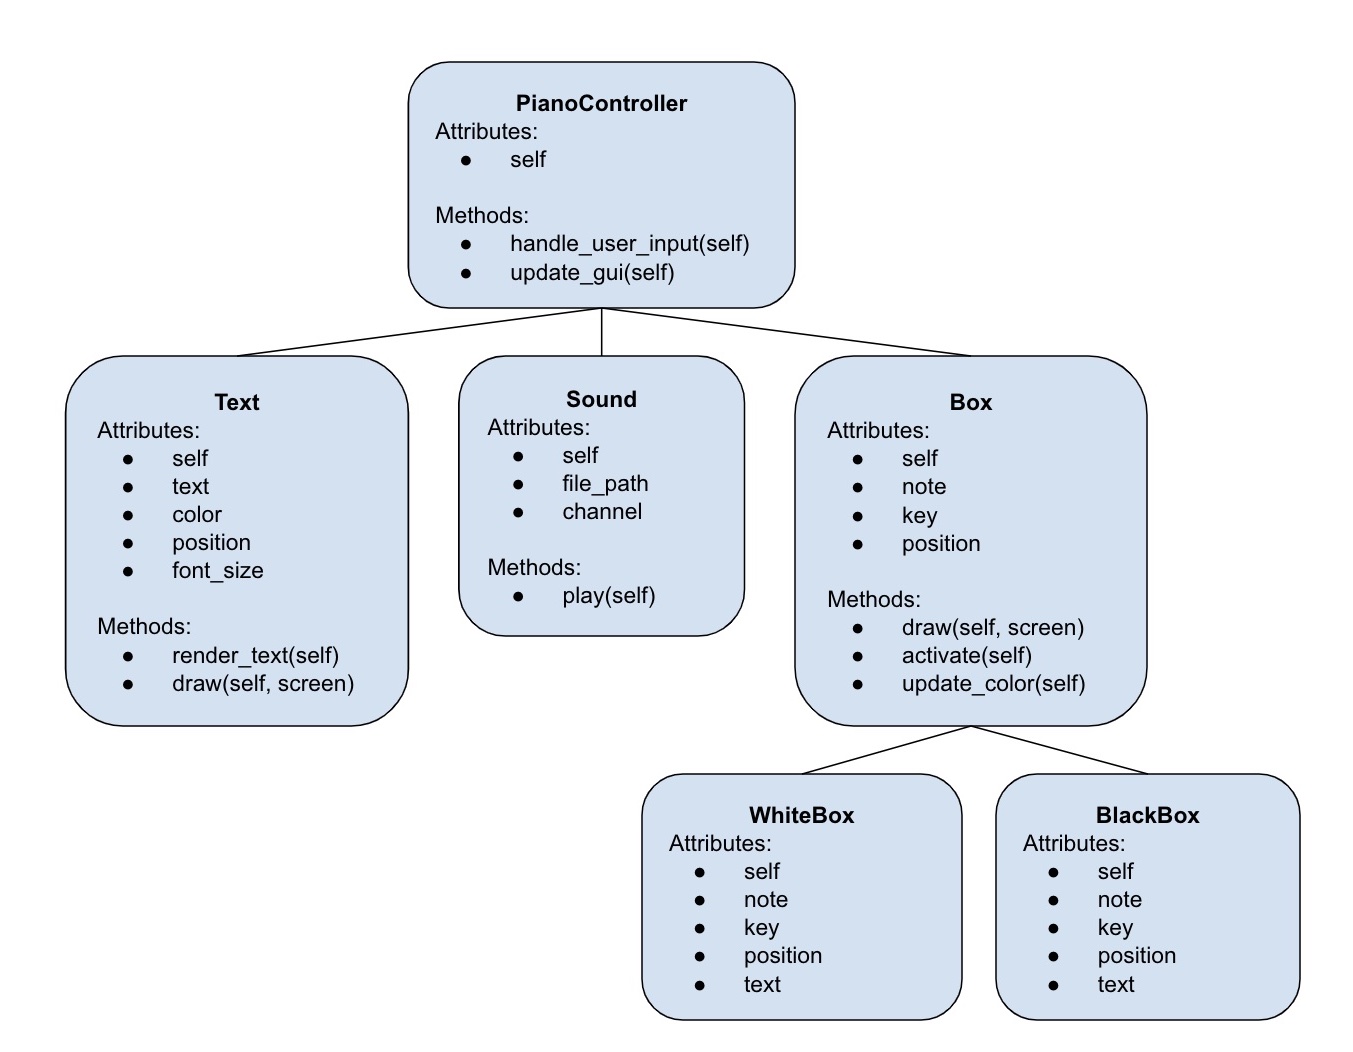 PianoController
Attributes:
● self
Methods:
● handle_user_input(self)
● update_gui(self)
Text
Attributes:
● self
● text
● color
● position
● font_size
Methods:
● render_text(self)
● draw(self, screen)
Sound
Attributes:
● self
● file_path
● channel
Methods:
● play(self)
Box
Attributes:
● self
● note
● key
● position
Methods:
● draw(self, screen)
● activate(self)
● update_color(self)
WhiteBox
Attributes:
● self
● note
● key
● position
● text
BlackBox
Attributes:
● self
● note
● key
● position
● text